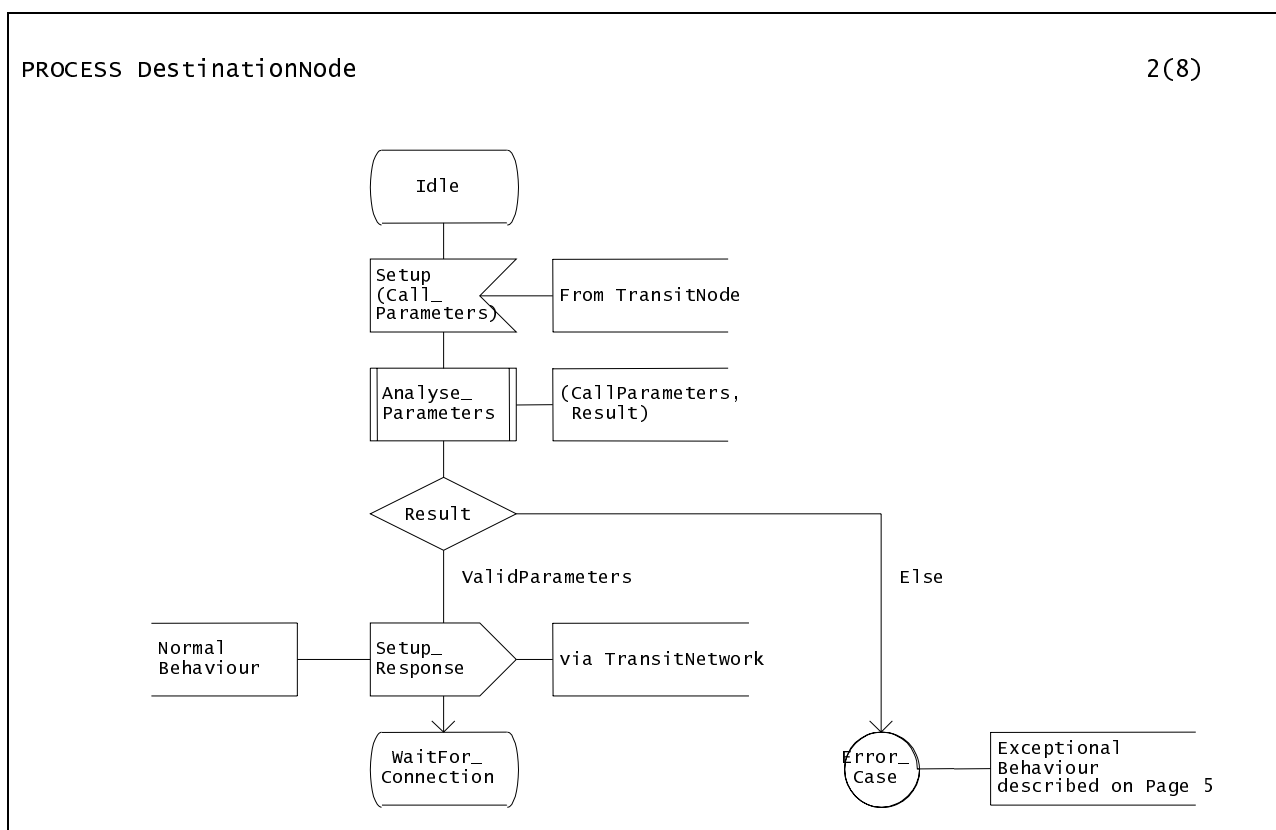 PROCESS DestinationNode
2(8)
Idle
Setup
(Call_
Parameters)
From TransitNode
Analyse_
Parameters
(CallParameters,
Result)
Result
ValidParameters
Else
Normal
Behaviour
Setup_
Response
via TransitNetwork
WaitFor_
Connection
Error_
Case
Exceptional
Behaviour
described on Page 5